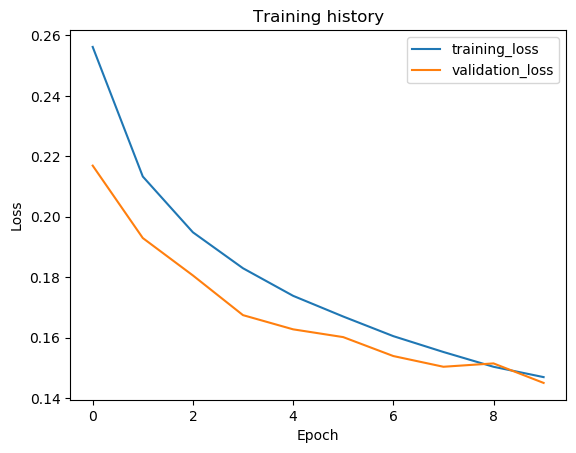 Training history
training_loss
validation_loss
0.26
0.24
0.22
0.20
0.18
0.16
0.14
Loss
0 2 4 6 8
Epoch